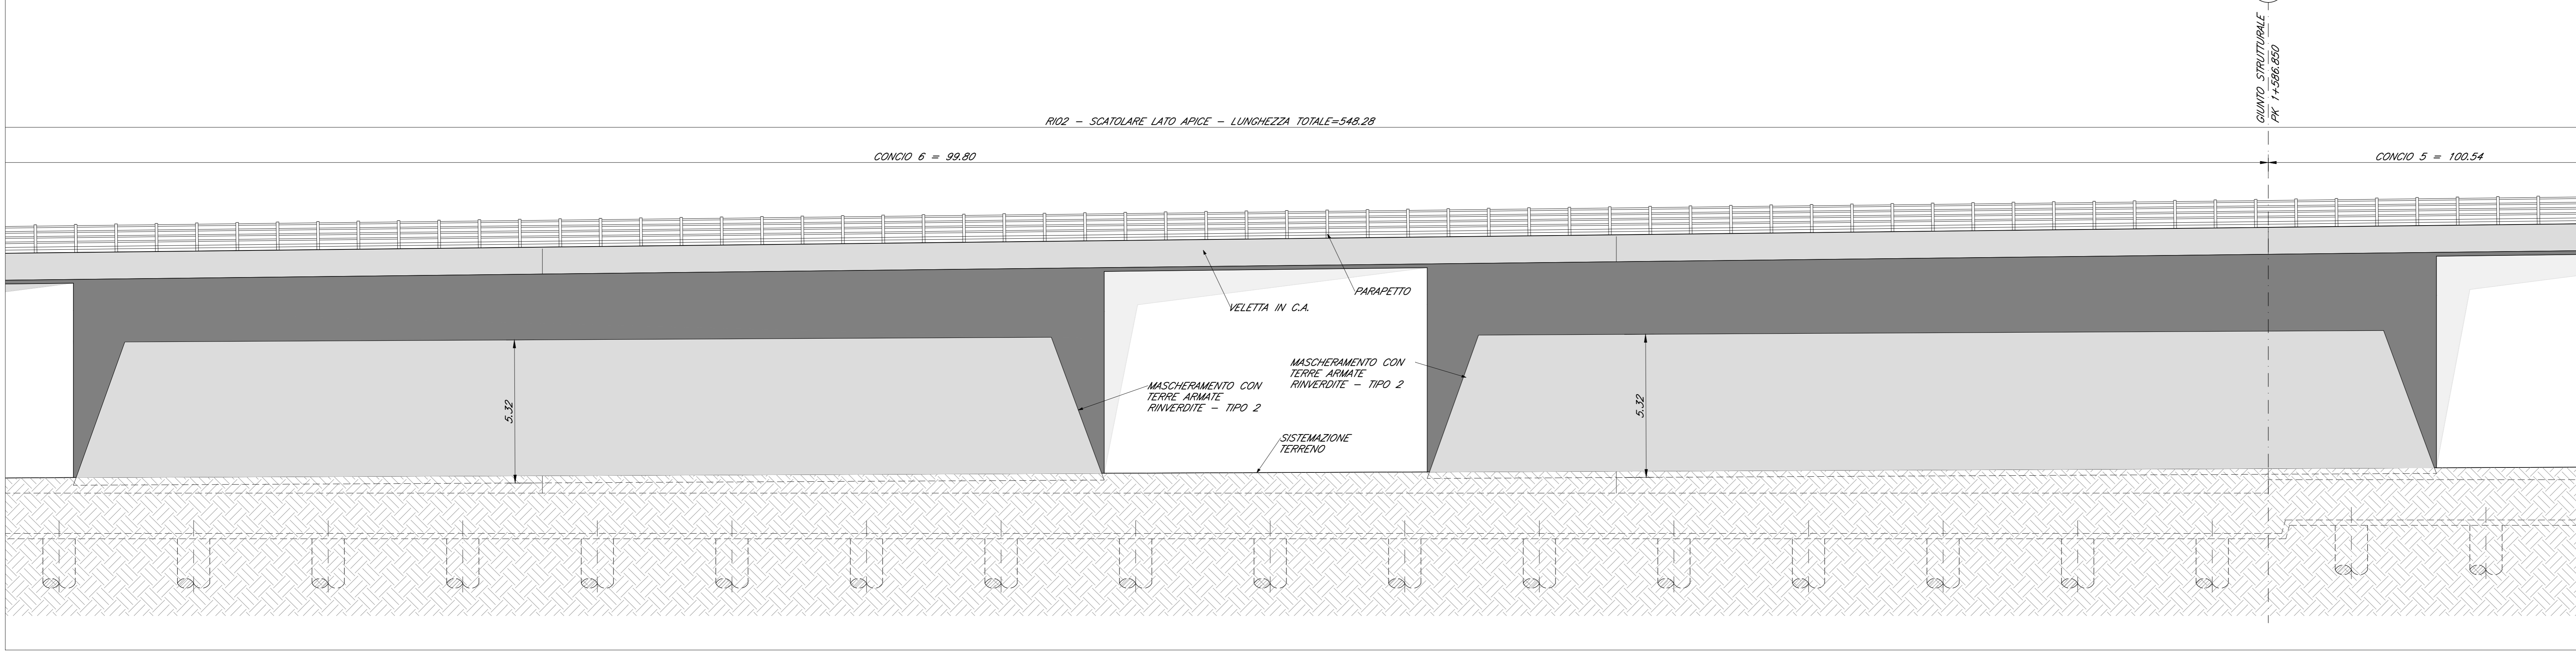 GIUNTO STRUTTURALE
PK 1+586.850
RI02 - SCATOLARE LATO APICE - LUNGHEZZA TOTALE=548.28
CONCIO 6 = 99.80
CONCIO 5 = 100.54
PARAPETTO
VELETTA IN C.A.
MASCHERAMENTO CON
TERRE ARMATE
RINVERDITE - TIPO 2
MASCHERAMENTO CON
TERRE ARMATE
RINVERDITE - TIPO 2
5.32
5.32
SISTEMAZIONE
TERRENO